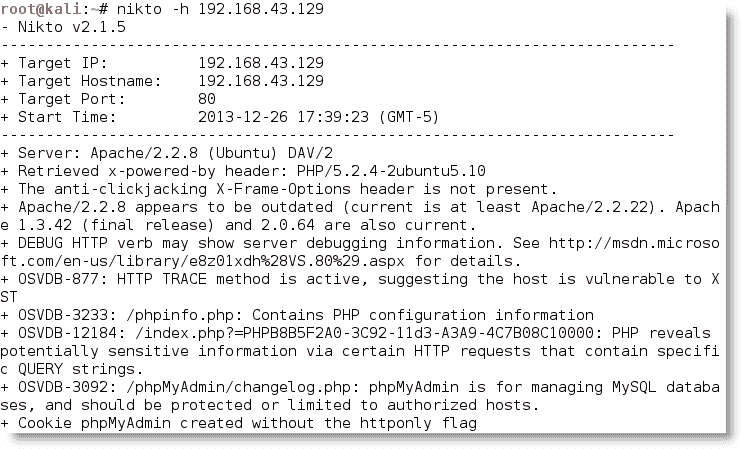 root@kali:~# nikto -h 192.168.43.129
- Nikto v2.1.5
---------------------------------------------------------------------------
+ Target IP:          192.168.43.129
+ Target Hostname:    192.168.43.129
+ Target Port:        80
+ Start Time:         2013-12-26 17:39:23 (GMT-5)
---------------------------------------------------------------------------
+ Server: Apache/2.2.8 (Ubuntu) DAV/2
+ Retrieved x-powered-by header: PHP/5.2.4-2ubuntu5.10
+ The anti-clickjacking X-Frame-Options header is not present.
+ Apache/2.2.8 appears to be outdated (current is at least Apache/2.2.22). Apach
e 1.3.42 (final release) and 2.0.64 are also current.
+ DEBUG HTTP verb may show server debugging information. See http://msdn.microso
ft.com/en-us/library/e8z01xdh%28VS.80%29.aspx for details.
+ OSVDB-877: HTTP TRACE method is active, suggesting the host is vulnerable to X
ST
+ OSVDB-3233: /phpinfo.php: Contains PHP configuration information
+ OSVDB-12184: /index.php?=PHPB8B5F2A0-3C92-11d3-A3A9-4C7B08C10000: PHP reveals
potentially sensitive information via certain HTTP requests that contain specifi
c QUERY strings.
+ OSVDB-3092: /phpMyAdmin/changelog.php: phpMyAdmin is for managing MySQL databa
ses, and should be protected or limited to authorized hosts.
+ Cookie phpMyAdmin created without the httponly flag